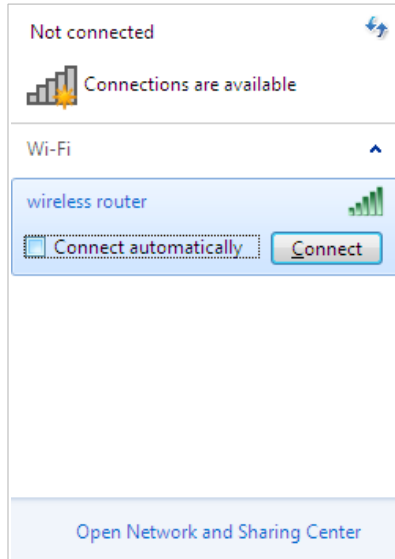 Not connected
Connections are available
Wi-Fi
wireless router
Connect automatically Connect
Open Network and Sharing Center